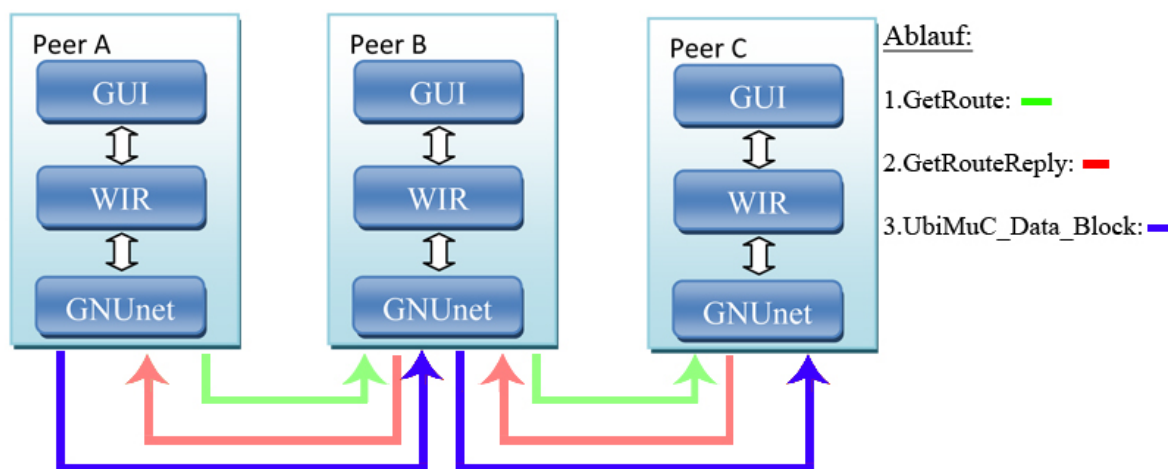 Peer A
GUI
WIR
GNUnet
Peer B
GUI
WIR
GNUnet
Peer C
GUI
WIR
GNUnet
Ablauf:
1.GetRoute:
2.GetRouteReply:
3.UbiMuC_Data_Block: